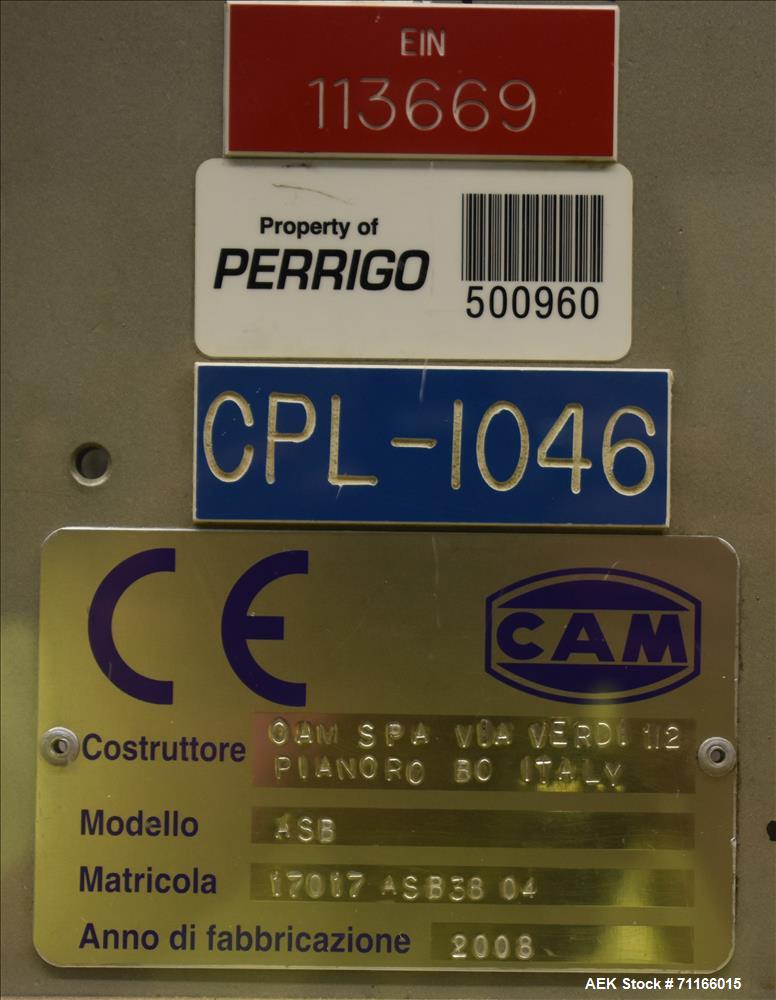 EIN
113669
Property of
PERRIGO
500960
CPL-1046
CE
CAM
Costruttore OAM SPA VIA VERDI 1/2
PIANORO BO ITALY
Modello ASB
Matricola 17017 ASB38 04
Anno di fabbricazione 2008
AEK Stock # 71166015